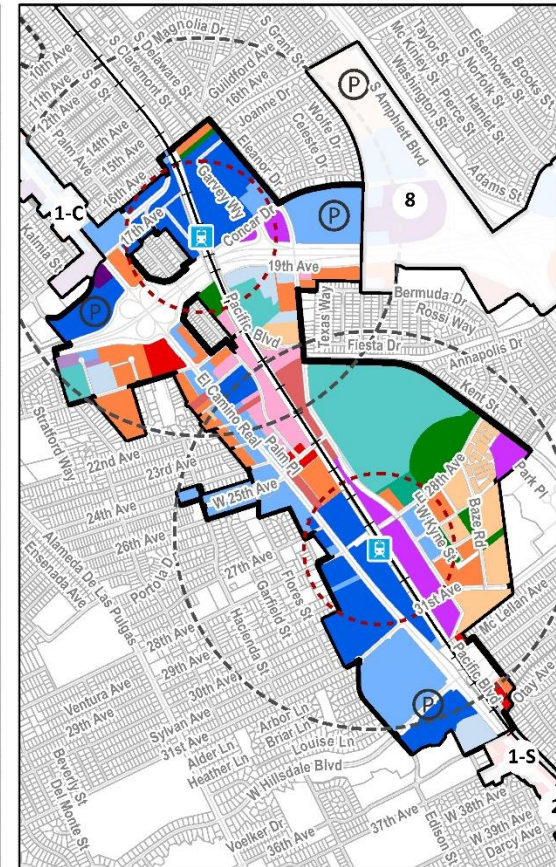 Magnolia Dr
10th Ave
11th Ave
12th Ave
Palm Ave
S B St
S Claremont St
S Delaware St
S Grant St
Guildford Ave
16th Ave
Joanne Dr
14th Ave
15th Ave
16th Ave
Wolfe Dr
Celeste Dr
Eleanor Dr
Taylor St
Mc Kinley St
Washington St
Pierce St
S Norfolk St
Hamlet St
Eisenhower St
Brooks St
P
S Amphlett Blvd
Adams St
8
1-C
Kalmia St
17th Ave
Garvey Wy
Concar Dr
P
19th Ave
P
Pacific Blvd
Texas Way
Bermuda Dr
Rossi Way
Fiesta Dr
Annapolis Dr
Kent St
Stratford Way
El Camino Real
Palm Pl
22nd Ave
23rd Ave
24th Ave
W 25th Ave
26th Ave
27th Ave
E 28th Ave
Baze Rd
Park Pl
E Wykne St
31st Ave
Mc Lellan Ave
Pacific Blvd
Otay Ave
Alameda De Las Pulgas
Ensenada Ave
Portola D
Flores St
Garfield St
Hacienda St
28th Ave
29th Ave
30th Ave
Ventura Ave
29th Ave
Sylvan Ave
31st Ave
Alder Ln
Heather Ln
Arbor Ln
Briar Ln
Louise Ln
W Hillsdale Blvd
P
1-S
2
Beverly St
Del Monte St
Voelker Dr
36th Ave
37th Ave
Edison St
W 38th Ave
W 39th Ave
Darcy Ave